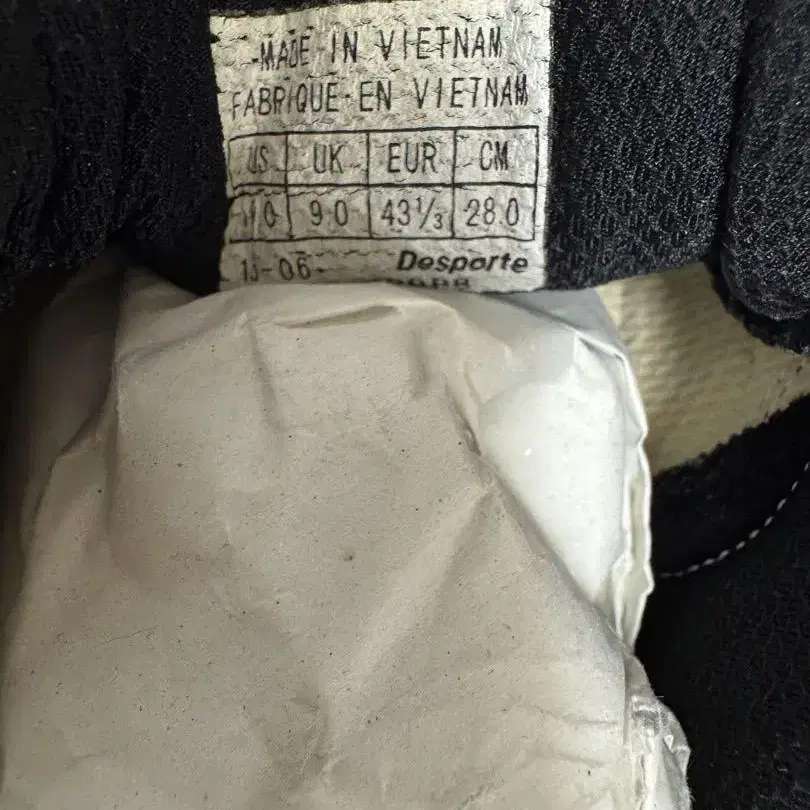 MADE IN VIETNAM
FABRIQUE EN VIETNAM
US UK EUR CM
10 9.0 43⅓ 28.0
Desporte